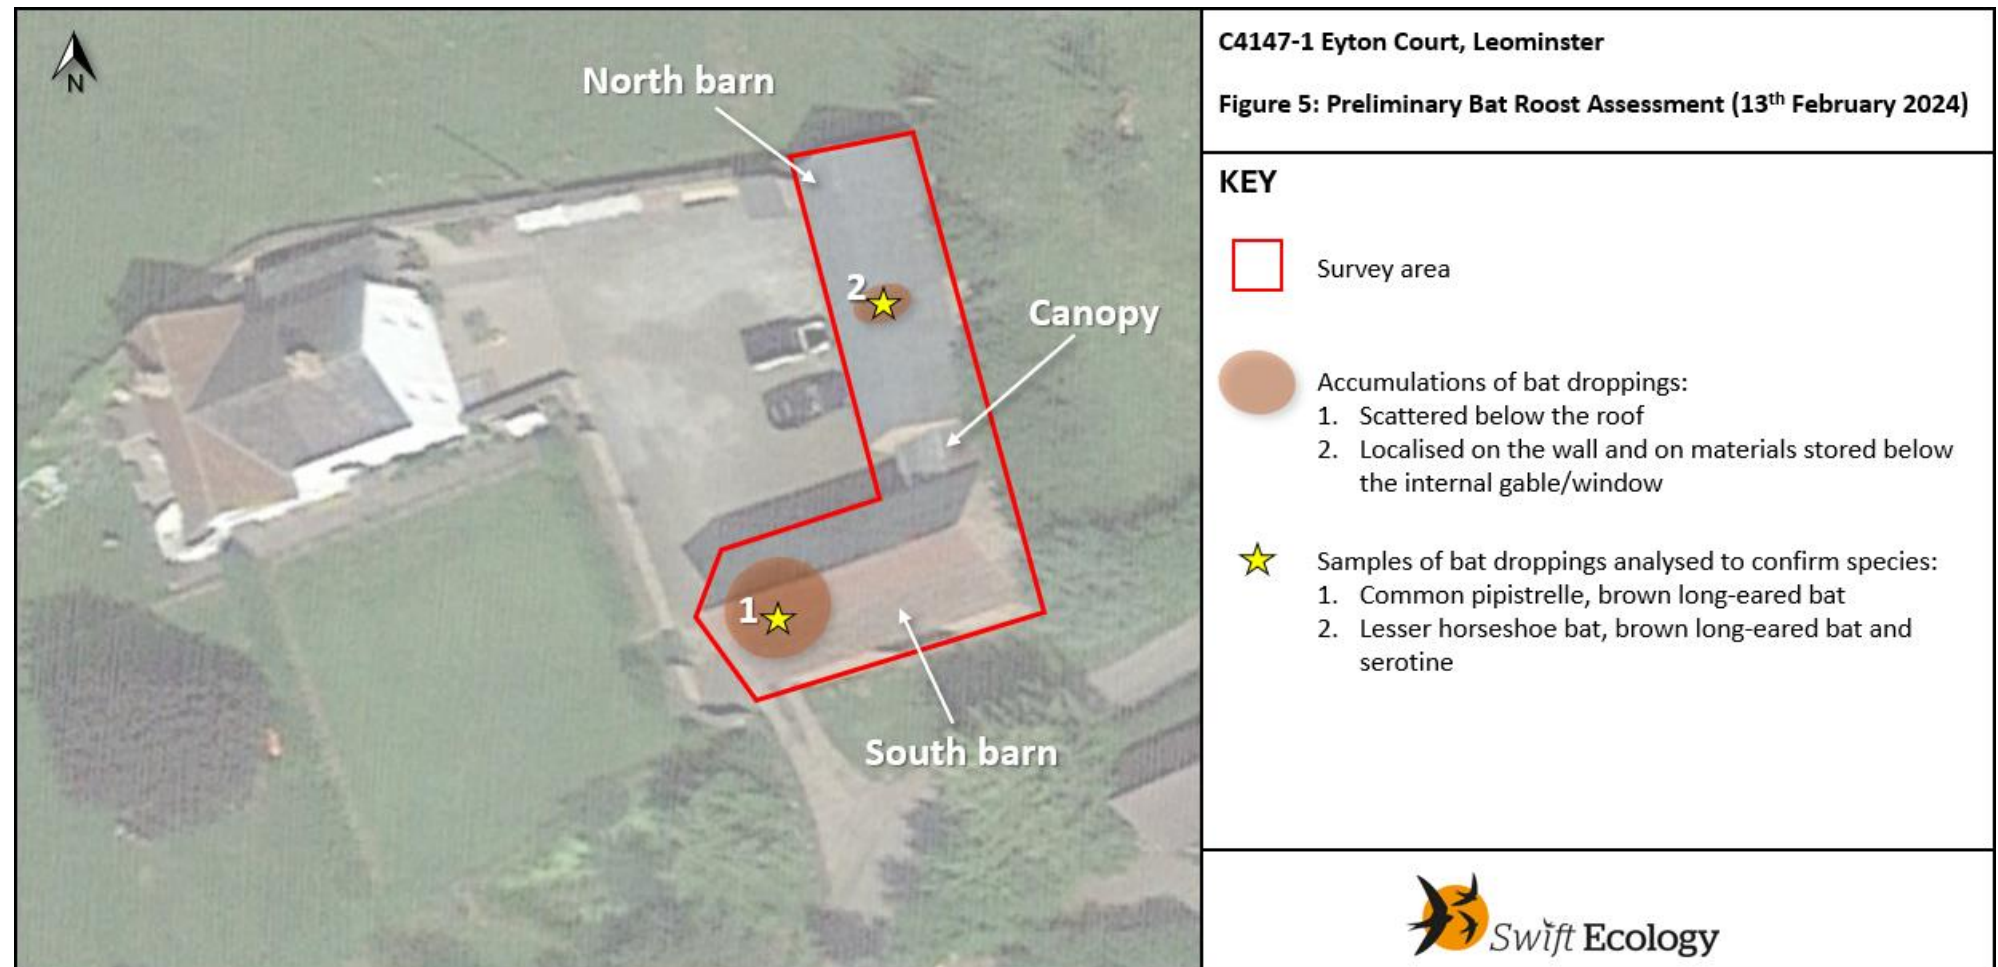 C4147-1 Eyton Court, Leominster
Figure 5: Preliminary Bat Roost Assessment (13th February 2024)
N
North barn
2
Canopy
1
South barn
KEY
Survey area
Accumulations of bat droppings:
1. Scattered below the roof
2. Localised on the wall and on materials stored below
the internal gable/window
Samples of bat droppings analysed to confirm species:
1. Common pipistrelle, brown long-eared bat
2. Lesser horseshoe bat, brown long-eared bat and
serotine
Swift Ecology